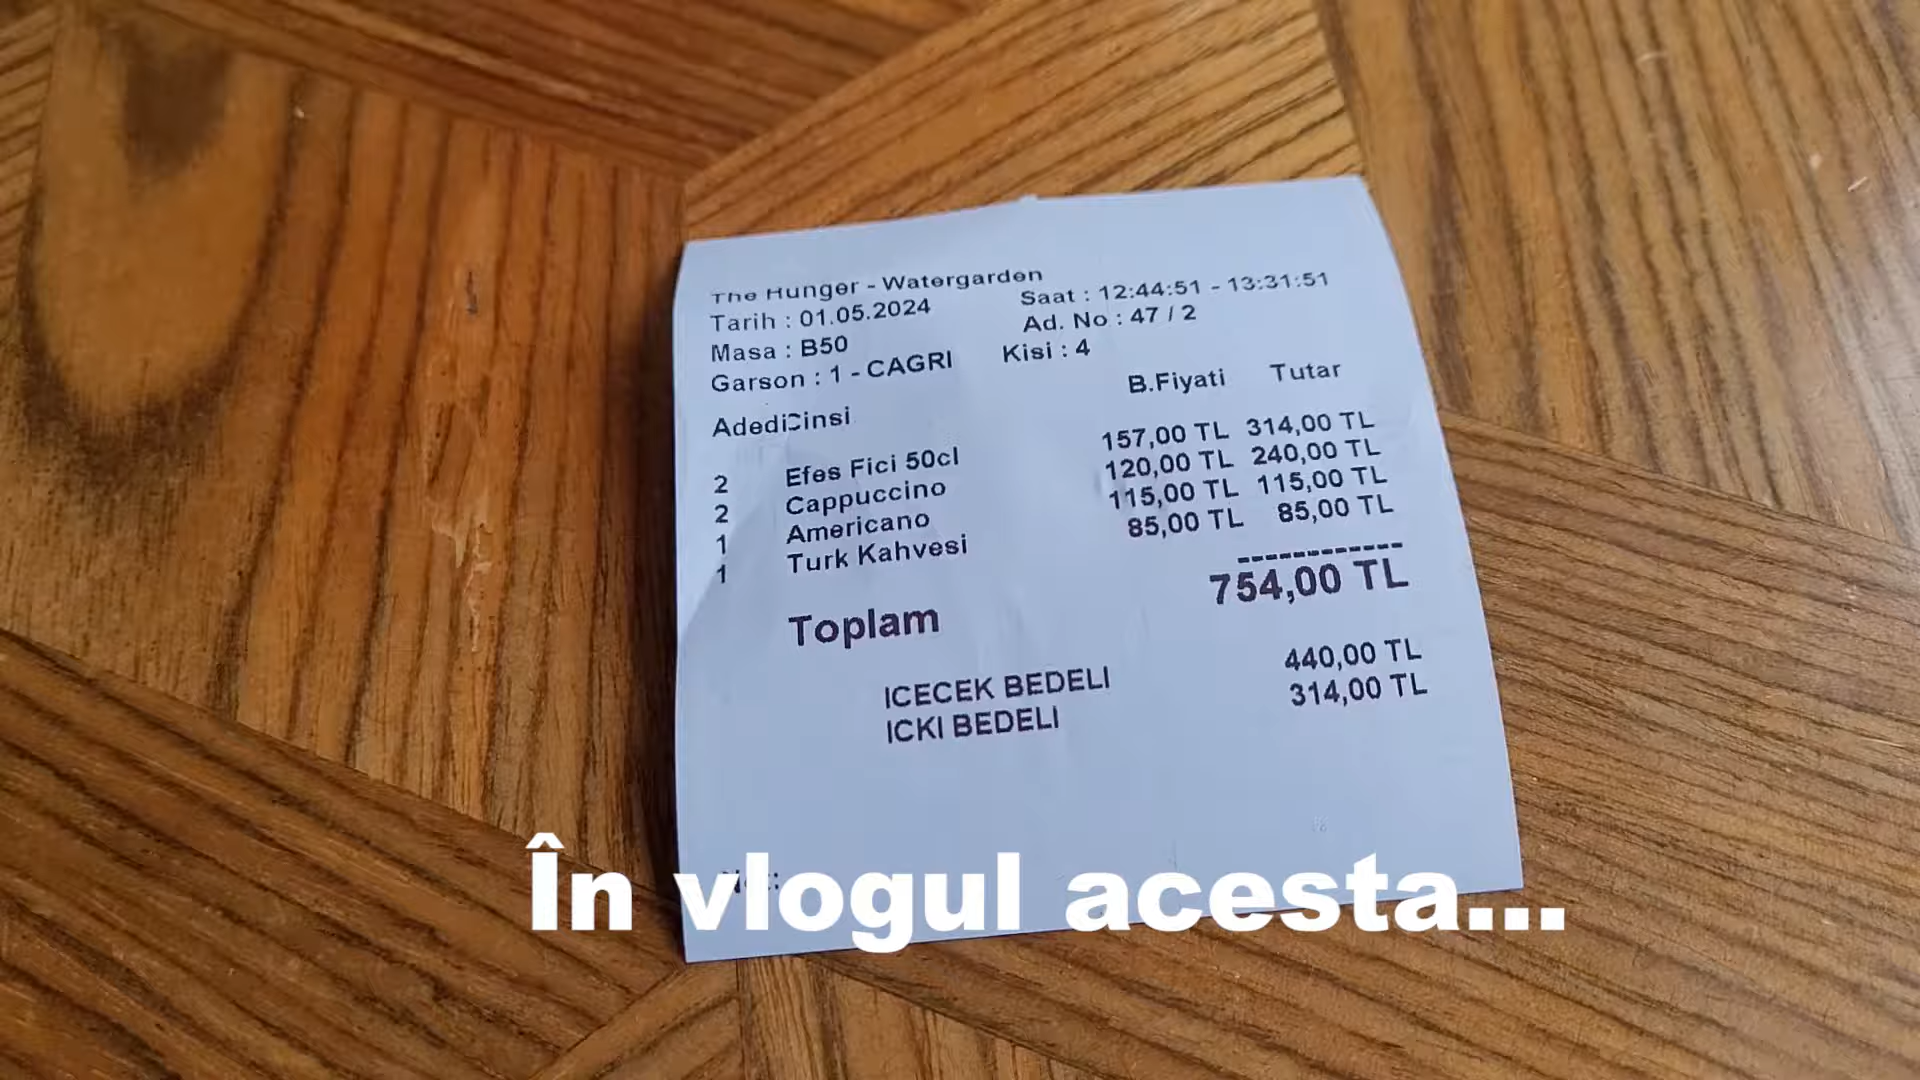 The Hunger - Watergarden
Tarih : 01.05.2024 Saat : 12:44:51 - 13:31:51
Masa : B50 Ad. No : 47 / 2
Garson : 1 - CAGRI Kisi : 4
AdediCinsi B.Fiyati Tutar
2 Efes Fici 50cl 157,00 TL 314,00 TL
2 Cappuccino 120,00 TL 240,00 TL
1 Americano 115,00 TL 115,00 TL
1 Turk Kahvesi 85,00 TL 85,00 TL
Toplam 754,00 TL
ICECEK BEDELI 440,00 TL
ICKI BEDELI 314,00 TL
În vlogul acesta...